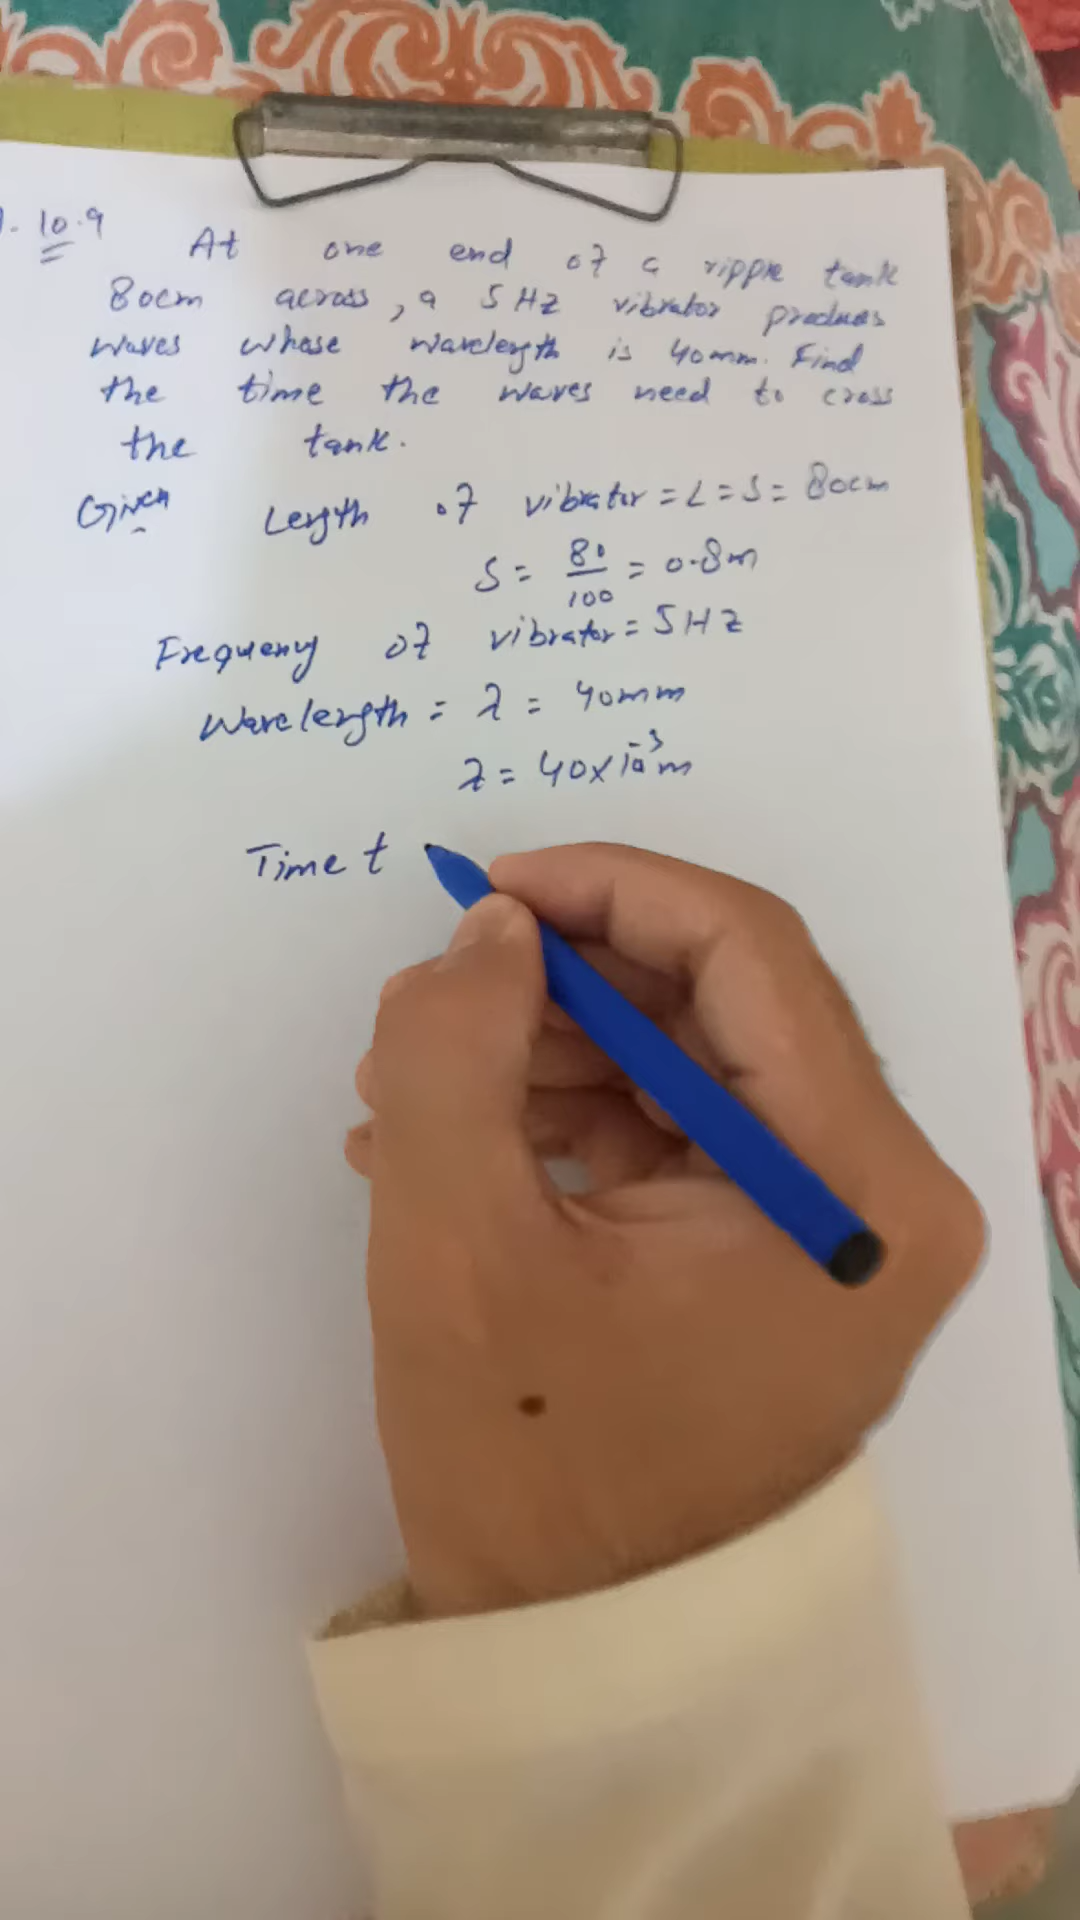 10.9 At one end of a ripple tank
80cm across, a 5Hz vibrator produces
waves whose wavelength is 40mm. Find
the time the waves need to cross
the tank.
Given Length of vibrator = L = S = 80cm
S = 80/100 = 0.8m
Frequency of vibrator = 5Hz
Wavelength = λ = 40mm
λ = 40×10⁻³m
Time t